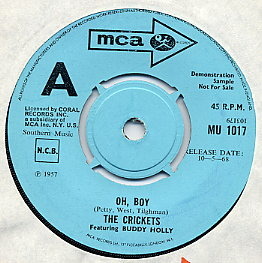 mca
A
Demonstration
Sample
Not For Sale
Licensed by CORAL
RECORDS INC.
a subsidiary of
MCA Inc. N.Y. U.S.
45 R.P.M.
MU 1017
Southern Music
RELEASE DATE:
10-5-68
N.C.B.
℗ 1957
OH, BOY
(Petty, West, Tilghman)
THE CRICKETS
Featuring BUDDY HOLLY